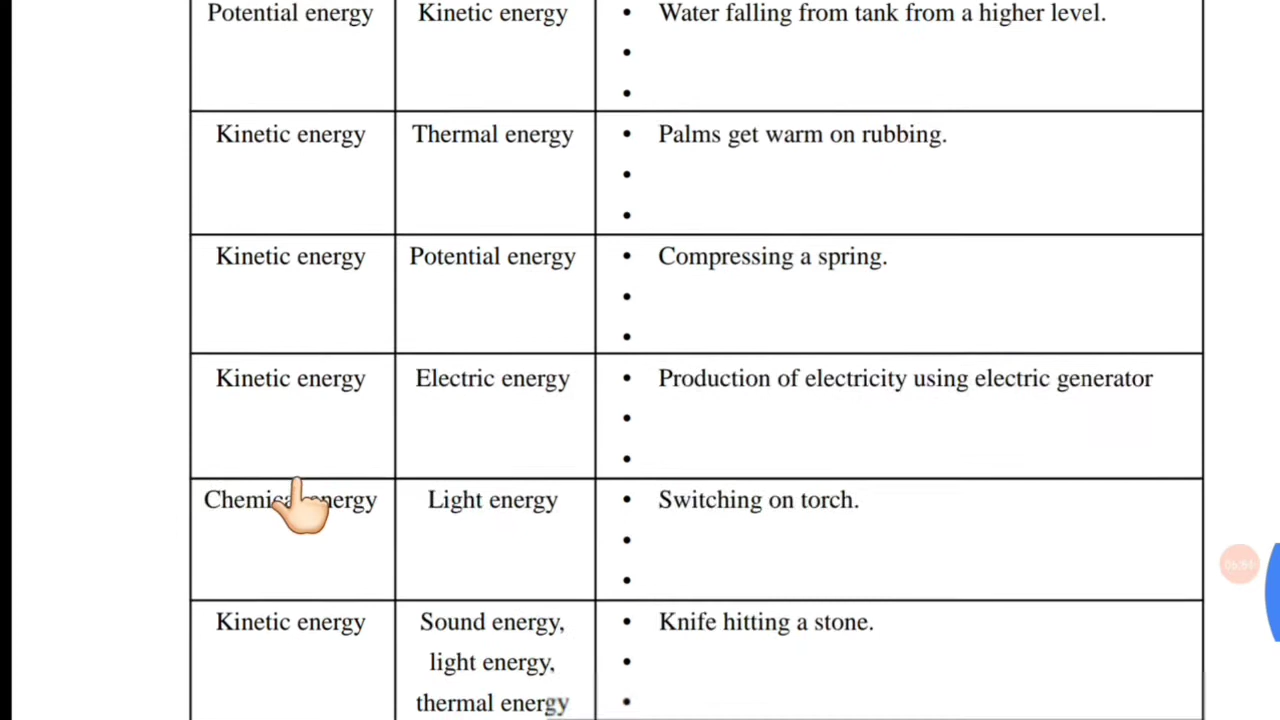 Potential energy Kinetic energy • Water falling from tank from a higher level.
•
•
Kinetic energy Thermal energy • Palms get warm on rubbing.
•
•
Kinetic energy Potential energy • Compressing a spring.
•
•
Kinetic energy Electric energy • Production of electricity using electric generator
•
•
energy Light energy • Switching on torch.
•
•
Kinetic energy Sound energy, • Knife hitting a stone.
light energy, •
thermal energy •